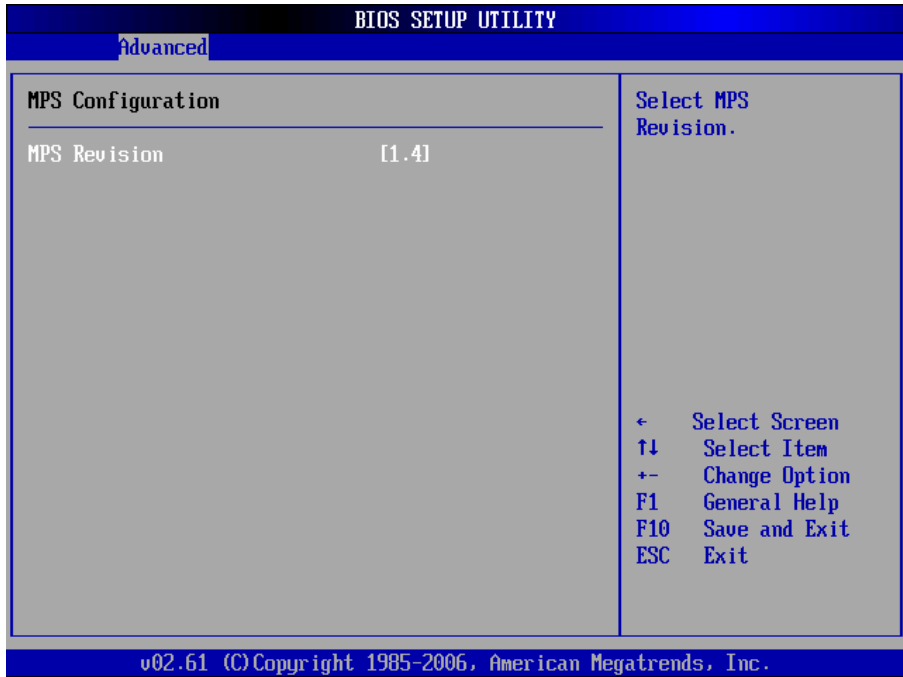 BIOS SETUP UTILITY
Advanced
MPS Configuration
MPS Revision [1.4]
Select MPS
Revision.
← Select Screen
↑↓ Select Item
+- Change Option
F1 General Help
F10 Save and Exit
ESC Exit
v02.61 (C)Copyright 1985-2006, American Megatrends, Inc.